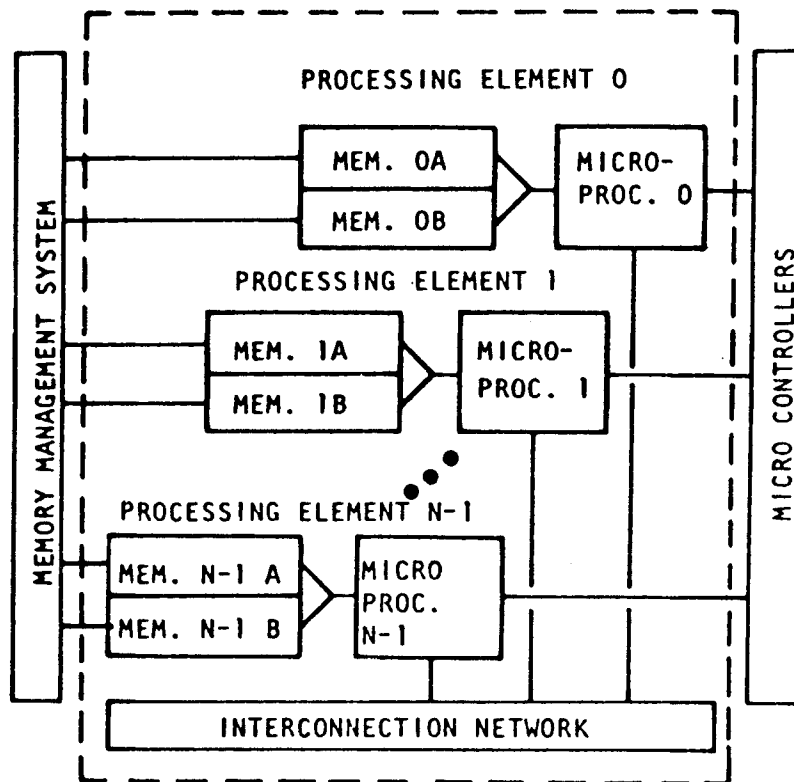 PROCESSING ELEMENT 0
MEM. 0A
MEM. 0B
MICRO-
PROC. 0
PROCESSING ELEMENT 1
MEM. 1A
MEM. 1B
MICRO-
PROC. 1
PROCESSING ELEMENT N-1
MEM. N-1 A
MEM. N-1 B
MICRO
PROC.
N-1
INTERCONNECTION NETWORK
MEMORY MANAGEMENT SYSTEM
MICRO CONTROLLERS